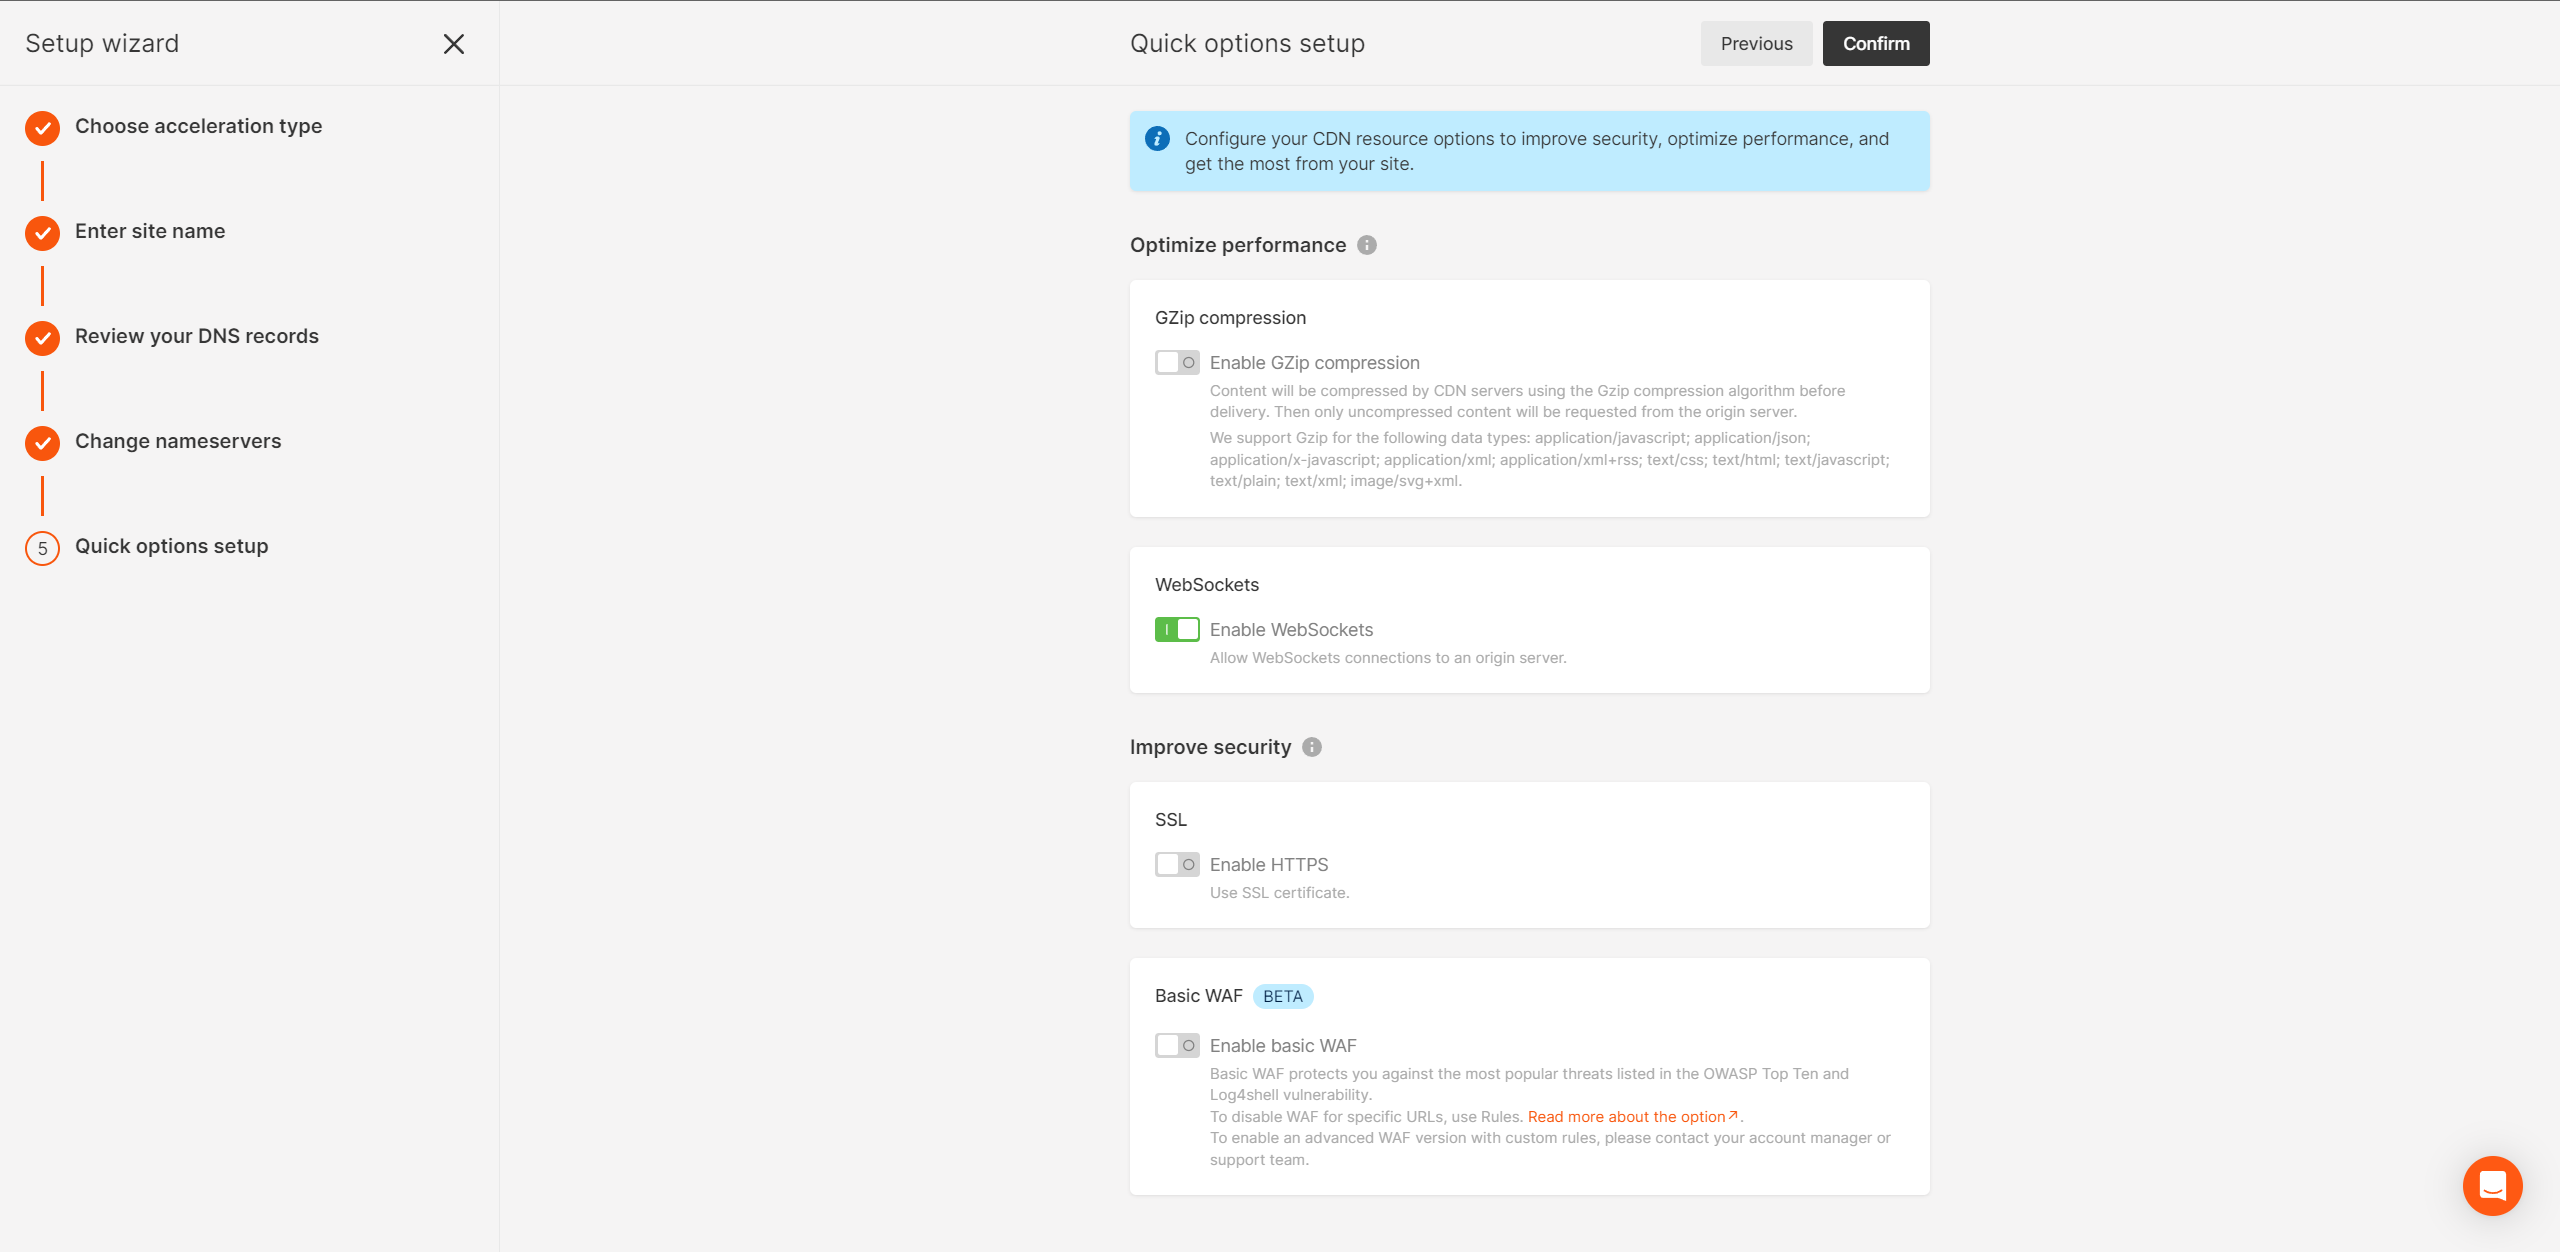 Setup wizard
Quick options setup
Previous
Confirm
Choose acceleration type
Enter site name
Review your DNS records
Change nameservers
5
Quick options setup
Configure your CDN resource options to improve security, optimize performance, and
get the most from your site.
Optimize performance
GZip compression
Enable GZip compression
Content will be compressed by CDN servers using the Gzip compression algorithm before
delivery. Then only uncompressed content will be requested from the origin server.
We support Gzip for the following data types: application/javascript; application/json;
application/x-javascript; application/xml; application/xml+rss; text/css; text/html; text/javascript;
text/plain; text/xml; image/svg+xml.
WebSockets
Enable WebSockets
Allow WebSockets connections to an origin server.
Improve security
SSL
Enable HTTPS
Use SSL certificate.
Basic WAF BETA
Enable basic WAF
Basic WAF protects you against the most popular threats listed in the OWASP Top Ten and
Log4shell vulnerability.
To disable WAF for specific URLs, use Rules. Read more about the option↗.
To enable an advanced WAF version with custom rules, please contact your account manager or
support team.